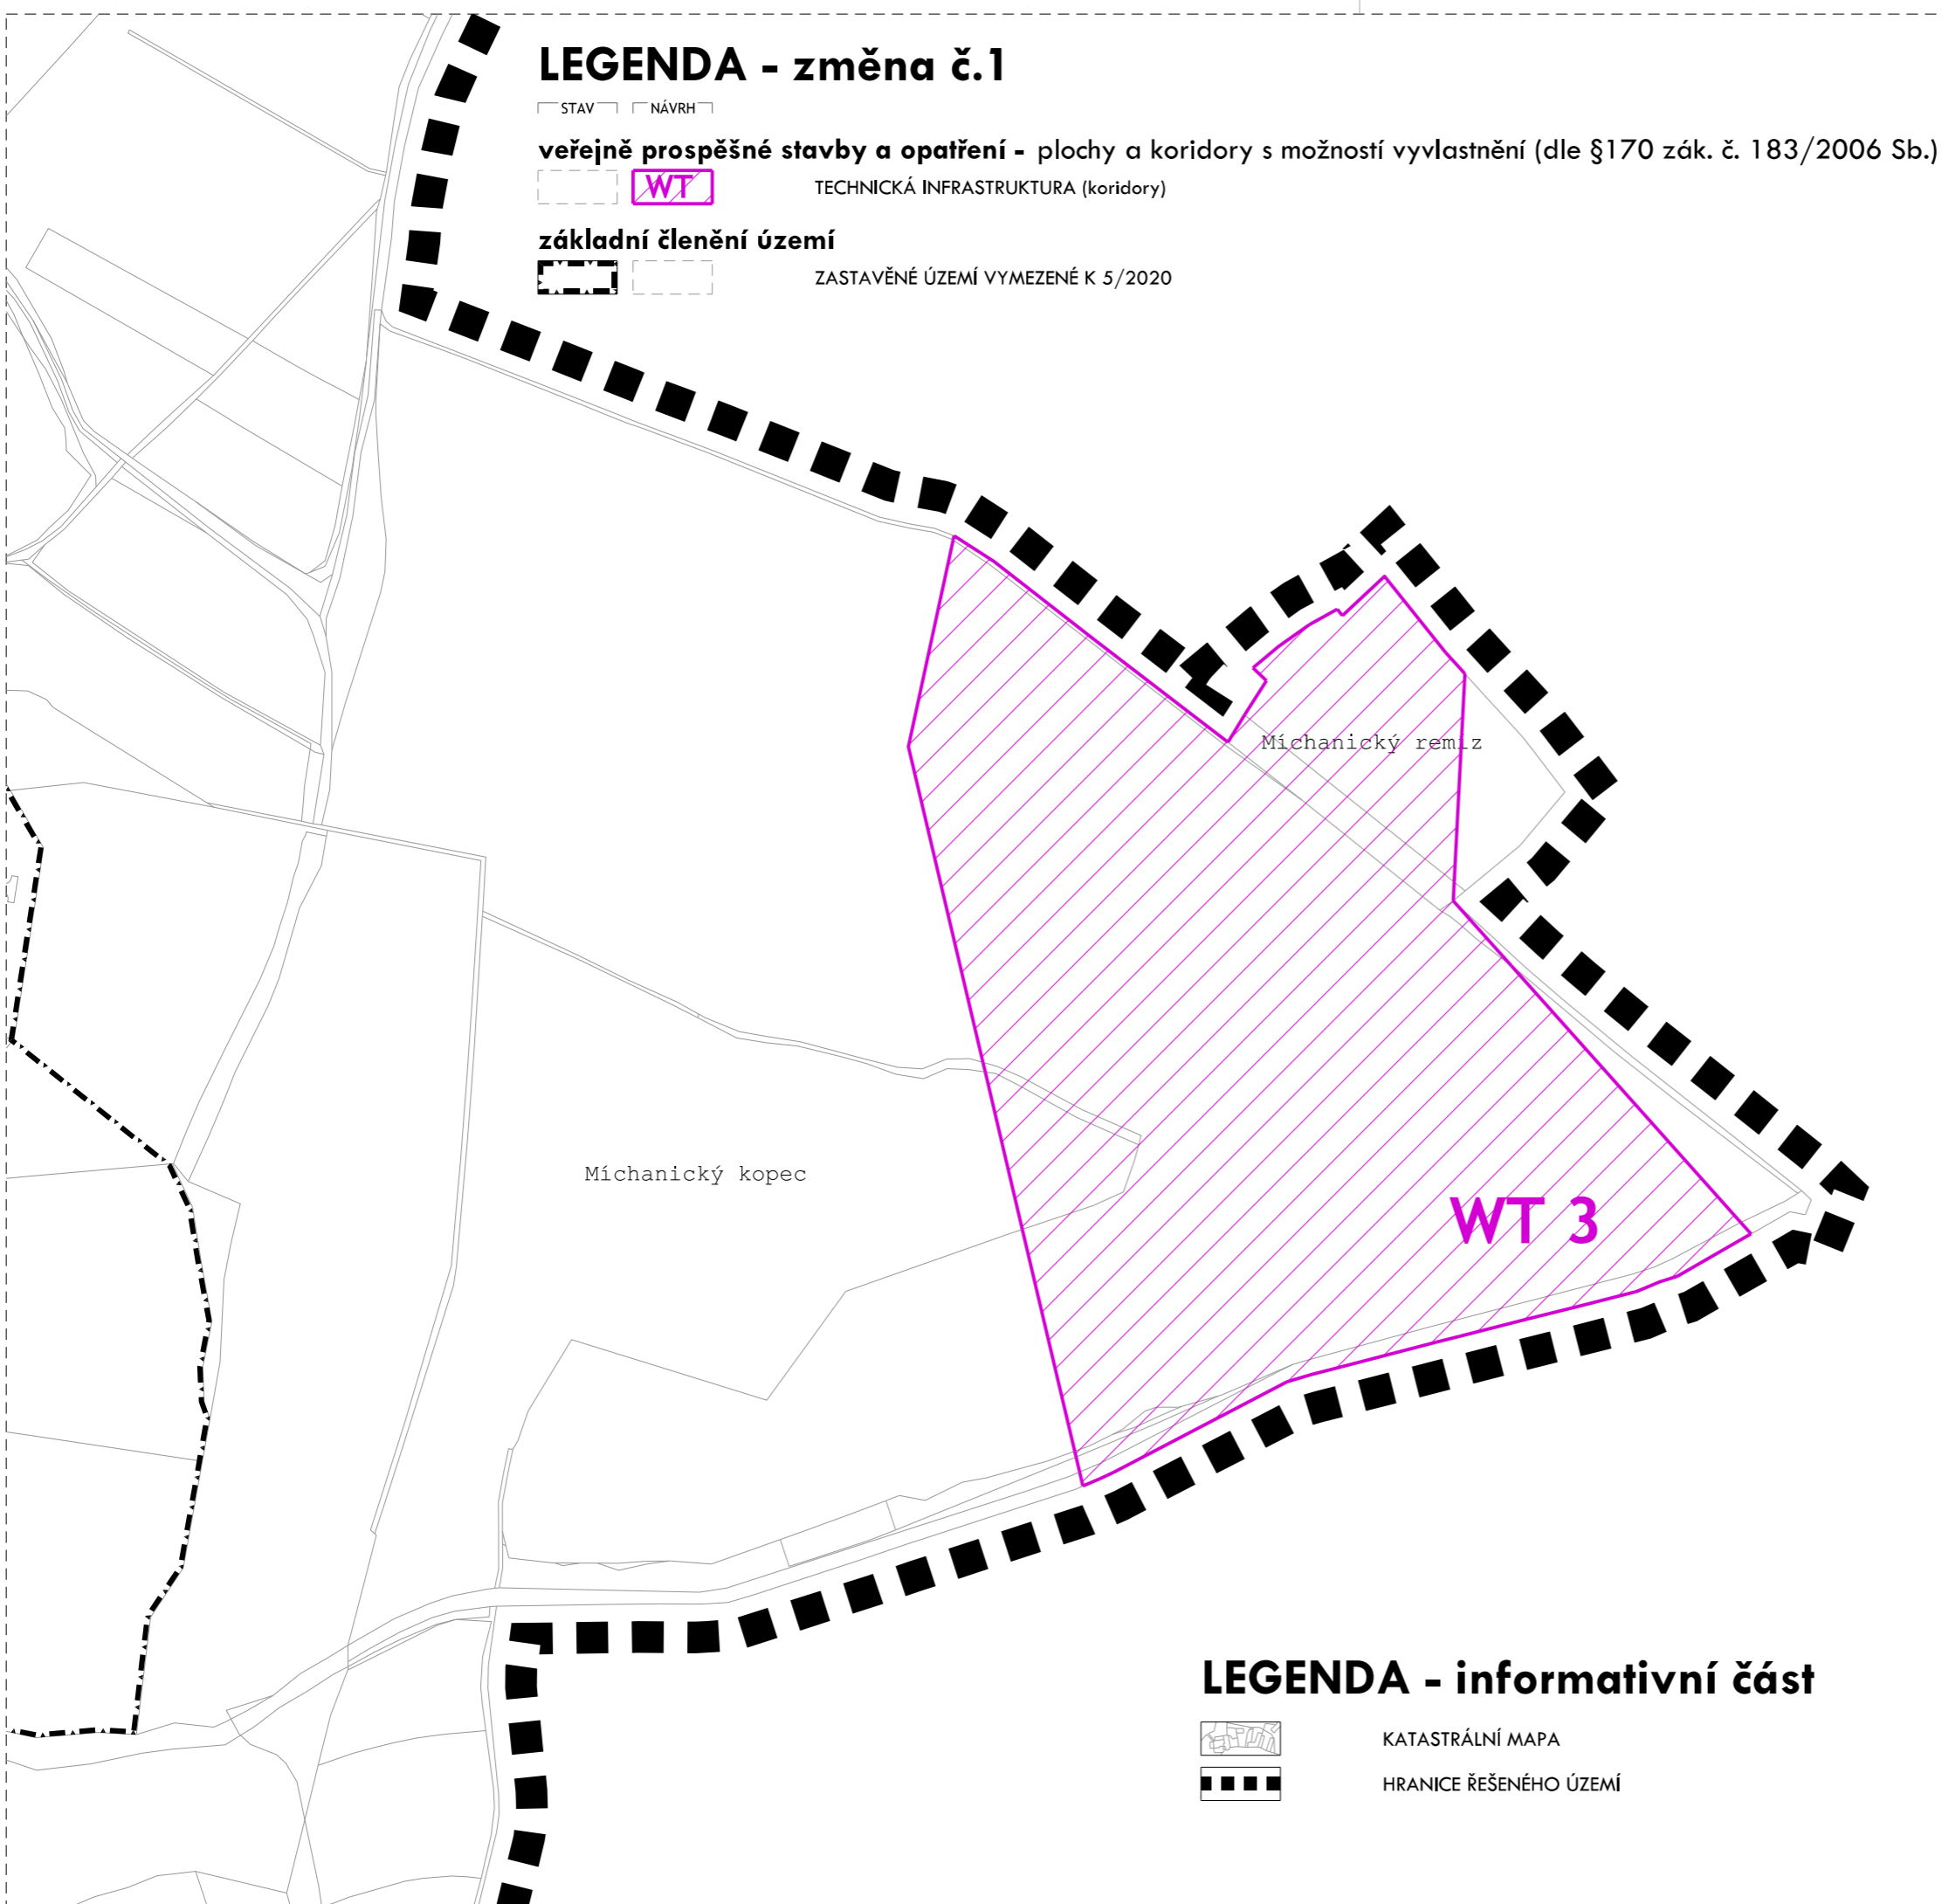 LEGENDA - změna č.1
STAV NÁVRH
veřejně prospěšné stavby a opatření - plochy a koridory s možností vyvlastnění (dle §170 zák. č. 183/2006 Sb.)
WT TECHNICKÁ INFRASTRUKTURA (koridory)
základní členění území
ZASTAVĚNÉ ÚZEMÍ VYMEZENÉ K 5/2020
Míchanický remíz
Míchanický kopec
WT 3
LEGENDA - informativní část
KATASTRÁLNÍ MAPA
HRANICE ŘEŠENÉHO ÚZEMÍ